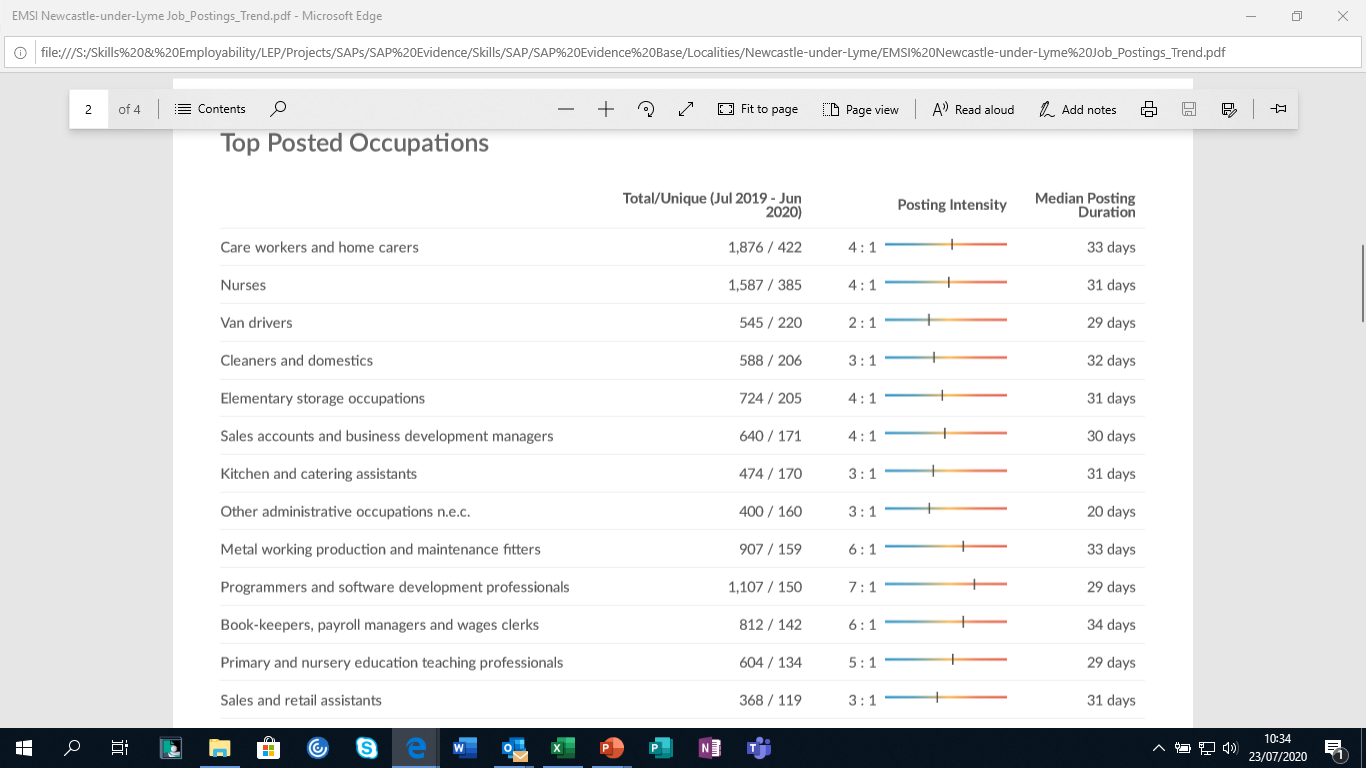 EMSI Newcastle-under-Lyme Job_Postings_Trend.pdf - Microsoft Edge
file:///S:/Skills%20&%20Employability/LEP/Projects/SAPs/SAP%20Evidence/Skills/SAP/SAP%20Evidence%20Base/Localities/Newcastle-under-Lyme/EMSI%20Newcastle-under-Lyme%20Job_Postings_Trend.pdf
2 of 4 Contents Fit to page Page view Read aloud Add notes
Top Posted Occupations
Total/Unique (Jul 2019 - Jun 2020) Posting Intensity Median Posting Duration
Care workers and home carers 1,876 / 422 4 : 1 33 days
Nurses 1,587 / 385 4 : 1 31 days
Van drivers 545 / 220 2 : 1 29 days
Cleaners and domestics 588 / 206 3 : 1 32 days
Elementary storage occupations 724 / 205 4 : 1 31 days
Sales accounts and business development managers 640 / 171 4 : 1 30 days
Kitchen and catering assistants 474 / 170 3 : 1 31 days
Other administrative occupations n.e.c. 400 / 160 3 : 1 20 days
Metal working production and maintenance fitters 907 / 159 6 : 1 33 days
Programmers and software development professionals 1,107 / 150 7 : 1 29 days
Book-keepers, payroll managers and wages clerks 812 / 142 6 : 1 34 days
Primary and nursery education teaching professionals 604 / 134 5 : 1 29 days
Sales and retail assistants 368 / 119 3 : 1 31 days
10:34
23/07/2020
1